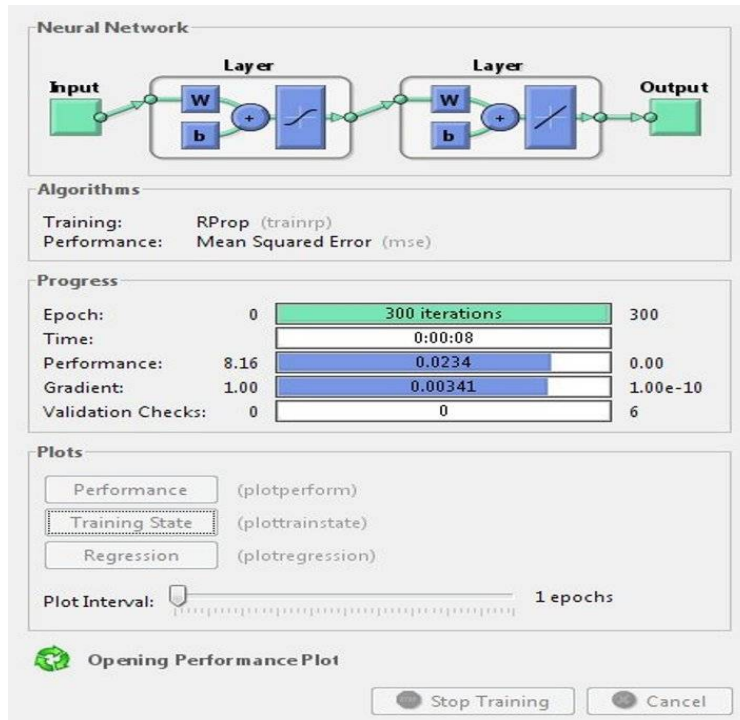 Neural Network
Layer
Layer
Input
Output
W
b
+
W
b
+
Algorithms
Training: RProp (trainrp)
Performance: Mean Squared Error (mse)
Progress
Epoch: 0 300 iterations 300
Time: 0:00:08
Performance: 8.16 0.0234 0.00
Gradient: 1.00 0.00341 1.00e-10
Validation Checks: 0 0 6
Plots
Performance (plotperform)
Training State (plottrainstate)
Regression (plotregression)
Plot Interval: 1 epochs
Opening Performance Plot
Stop Training Cancel